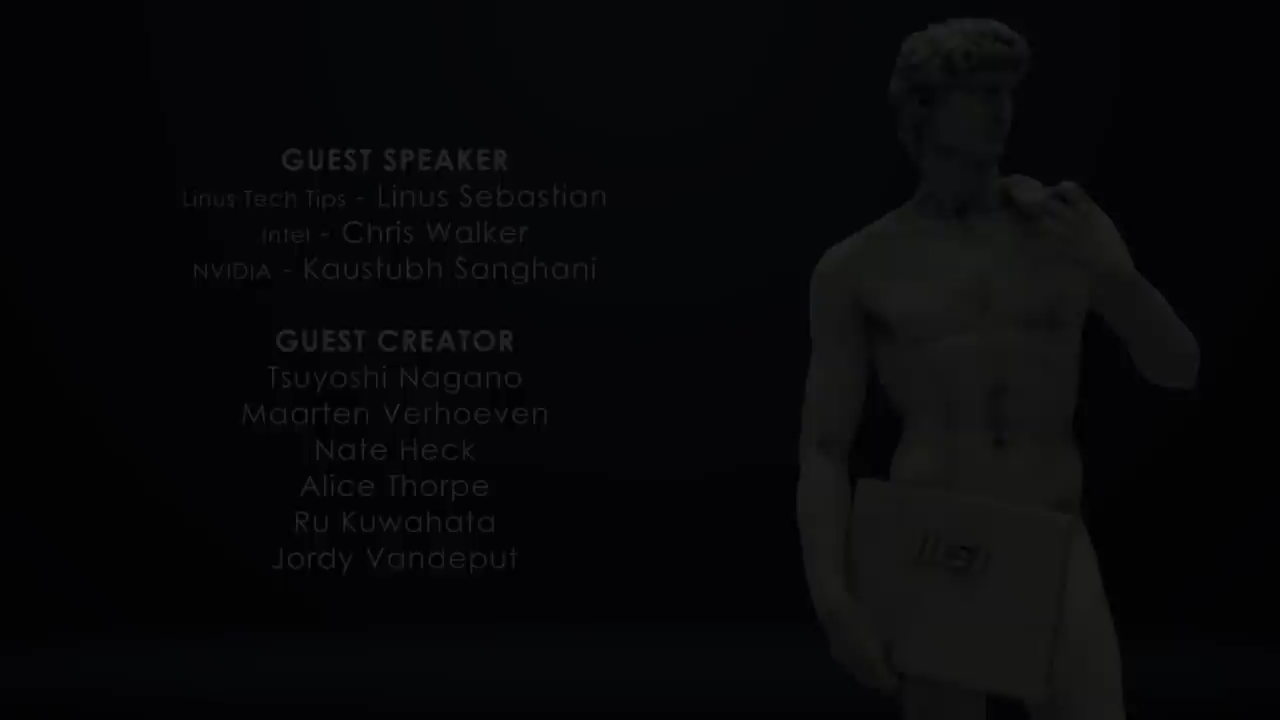 GUEST SPEAKER
Linus Tech Tips - Linus Sebastian
Intel - Chris Walker
NVIDIA - Kaustubh Sanghani
GUEST CREATOR
Tsuyoshi Nagano
Maarten Verhoeven
Nate Heck
Alice Thorpe
Ru Kuwahata
Jordy Vandeput